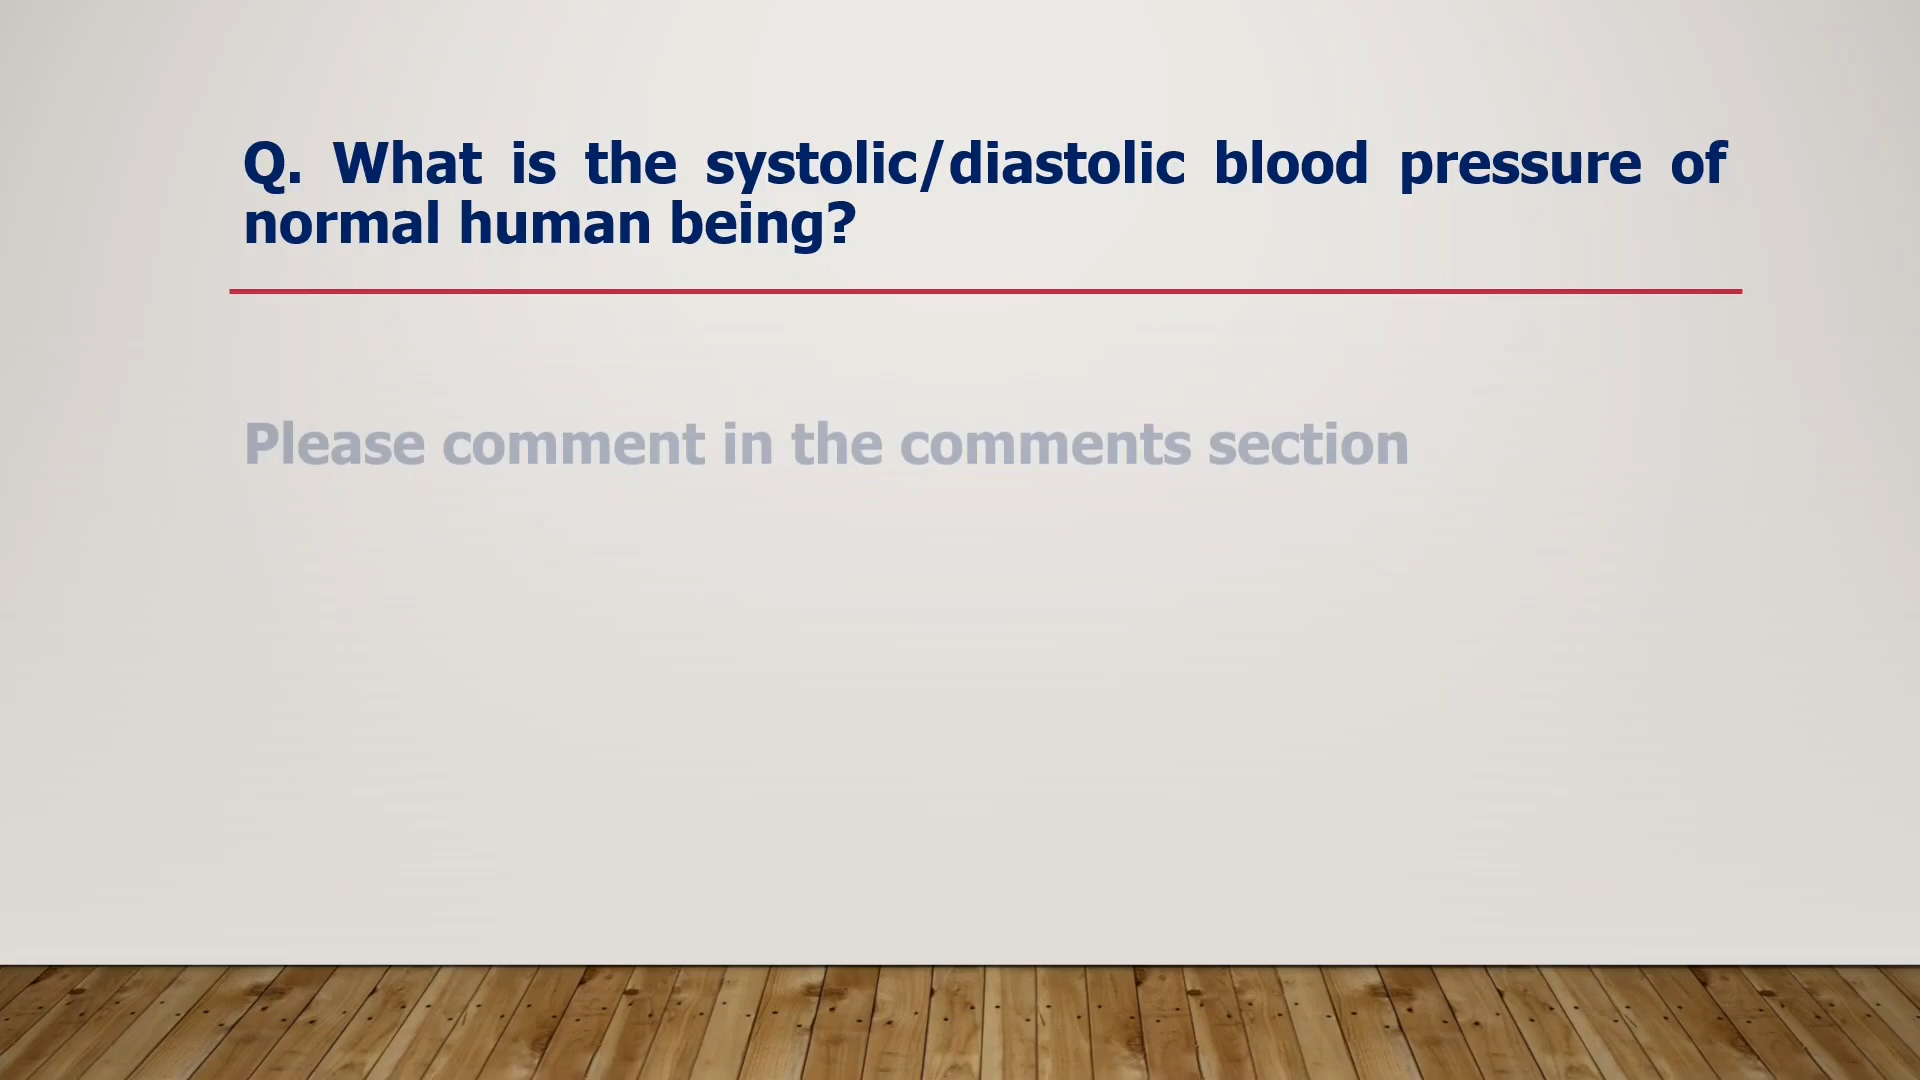 Q. What is the systolic/diastolic blood pressure of
normal human being?
Please comment in the comments section